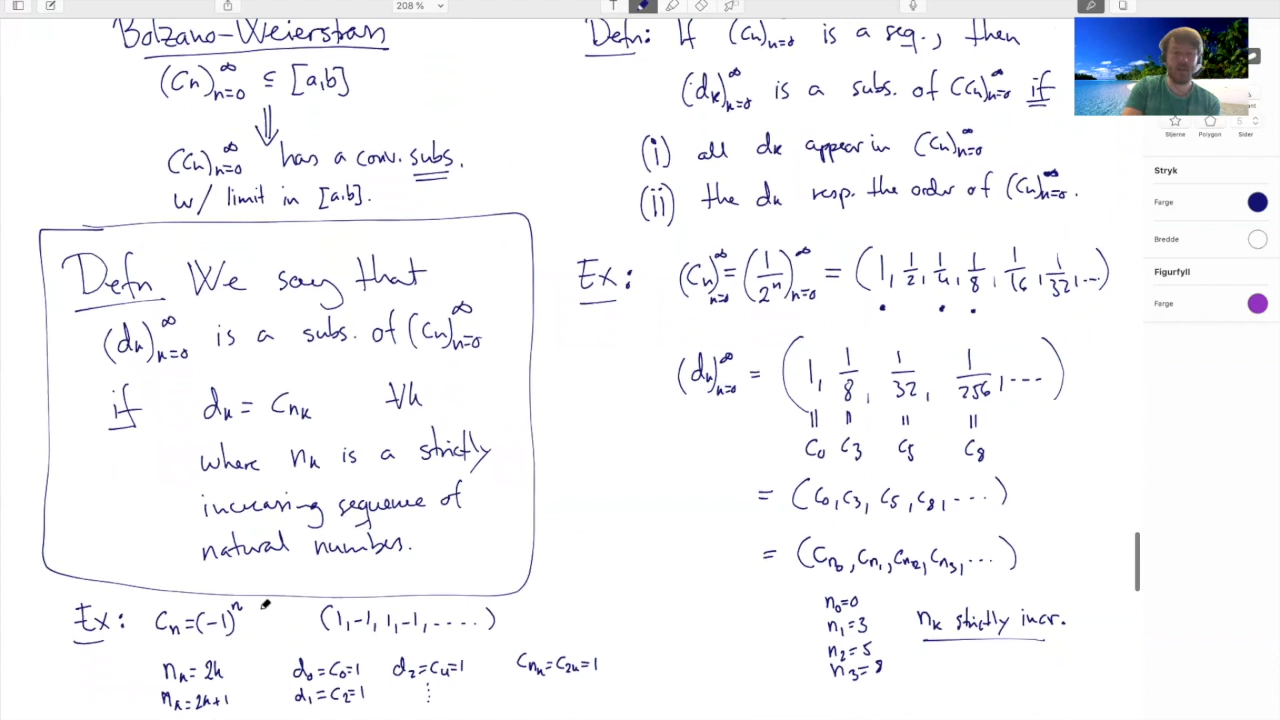 208 %
Bolzano-Weierstrass
(Cn)∞n=0 ⊆ [a,b]
⇓
(Cn)∞n=0 has a conv. subs.
w/ limit in [a,b].
Defn We say that
(dk)∞k=0 is a subs. of (Cn)∞n=0
if dk = Cnk ∀k
where nk is a strictly
increasing sequence of
natural numbers.
Ex: Cn=(-1)^n (1,-1,1,-1,.....)
nk = 2k d0=C0=1 d2=C4=1 Cnk=C2k=1
nk=2k+1 d1=C2=1 ⋮
Defn: If (Cn)∞n=0 is a seq., then
(dk)∞k=0 is a subs. of (Cn)∞n=0 if
(i) all dk appear in (Cn)∞n=0
(ii) the dk resp. the order of (Cn)∞n=0.
Ex: (Cn)∞n=0 = (1/2^n)∞n=0 = (1, 1/2, 1/4, 1/8, 1/16, 1/32, ...)
(dk)∞k=0 = (1, 1/8, 1/32, 1/256, ....)
= = = =
C0 C3 C5 C8
= (C0, C3, C5, C8, ....)
= (Cn0, Cn1, Cn2, Cn3, ...)
n0=0
n1=3
n2=5
n3=8
nk strictly incr.
Stjerne Polygon 5 Sider
Stryk
Farge
Bredde
Figurfyll
Farge